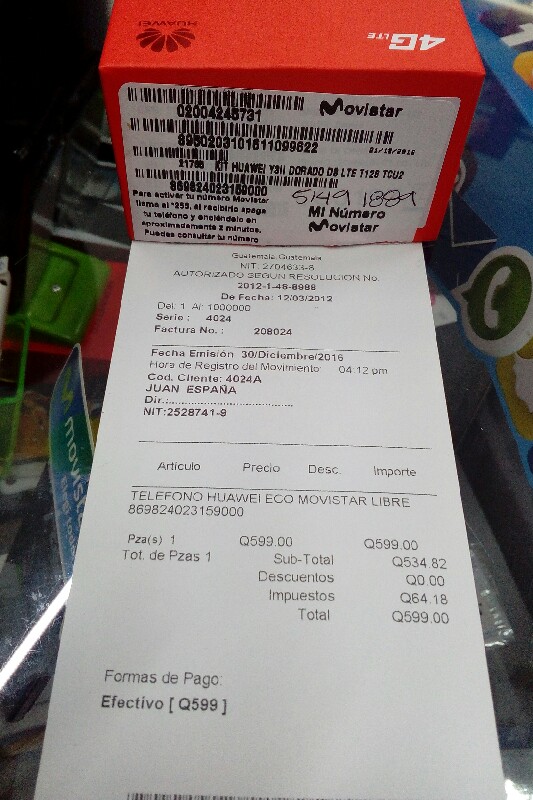 HUAWEI
4G LTE
02004245731
Movistar
8950203101611099622
01/12/2016
21766 KIT HUAWEI Y3II DORADO DS LTE T128 TCU2
869824023159000
5149 1889
Para activar tu número Movistar
llama al *255, al recibirlo apaga
tu teléfono y enciéndelo en
aproximadamente 2 minutos.
Puedes consultar tu número
Mi Número
Movistar
Guatemala, Guatemala
NIT: 2704633-8
AUTORIZADO SEGUN RESOLUCION No.
2012-1-48-8988
De Fecha: 12/03/2012
Del: 1 Al: 1000000
Serie : 4024
Factura No. : 208024
Fecha Emisión 30/Diciembre/2016
Hora de Registro del Movimiento: 04:12 pm
Cod. Cliente: 4024A
JUAN ESPAÑA
Dir.:
NIT:2528741-9
Artículo Precio Desc. Importe
TELEFONO HUAWEI ECO MOVISTAR LIBRE
869824023159000
Pza(s) 1 Q599.00 Q599.00
Tot. de Pzas 1 Sub-Total Q534.82
Descuentos Q0.00
Impuestos Q64.18
Total Q599.00
Formas de Pago:
Efectivo [ Q599 ]